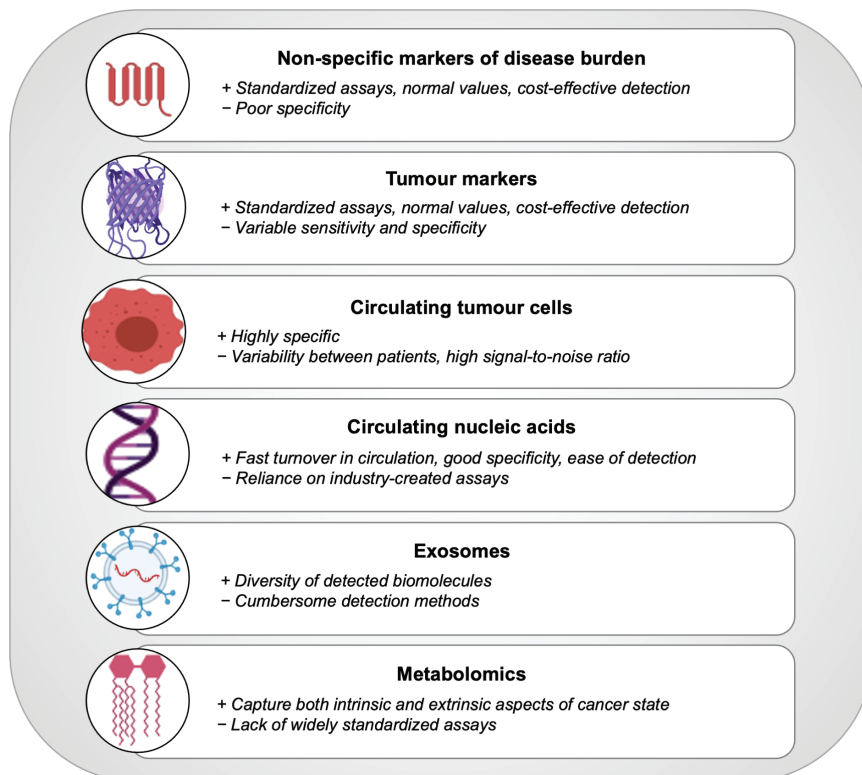 Non-specific markers of disease burden
+ Standardized assays, normal values, cost-effective detection
− Poor specificity
Tumour markers
+ Standardized assays, normal values, cost-effective detection
− Variable sensitivity and specificity
Circulating tumour cells
+ Highly specific
− Variability between patients, high signal-to-noise ratio
Circulating nucleic acids
+ Fast turnover in circulation, good specificity, ease of detection
− Reliance on industry-created assays
Exosomes
+ Diversity of detected biomolecules
− Cumbersome detection methods
Metabolomics
+ Capture both intrinsic and extrinsic aspects of cancer state
− Lack of widely standardized assays